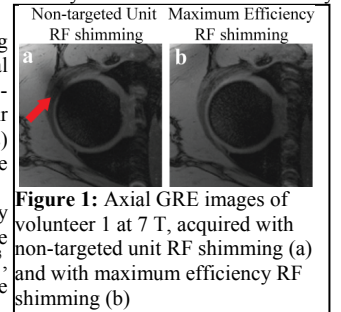 Non-targeted Unit Maximum Efficiency
RF shimming RF shimming
a b
Figure 1: Axial GRE images of
volunteer 1 at 7 T, acquired with
non-targeted unit RF shimming (a)
and with maximum efficiency RF
shimming (b)